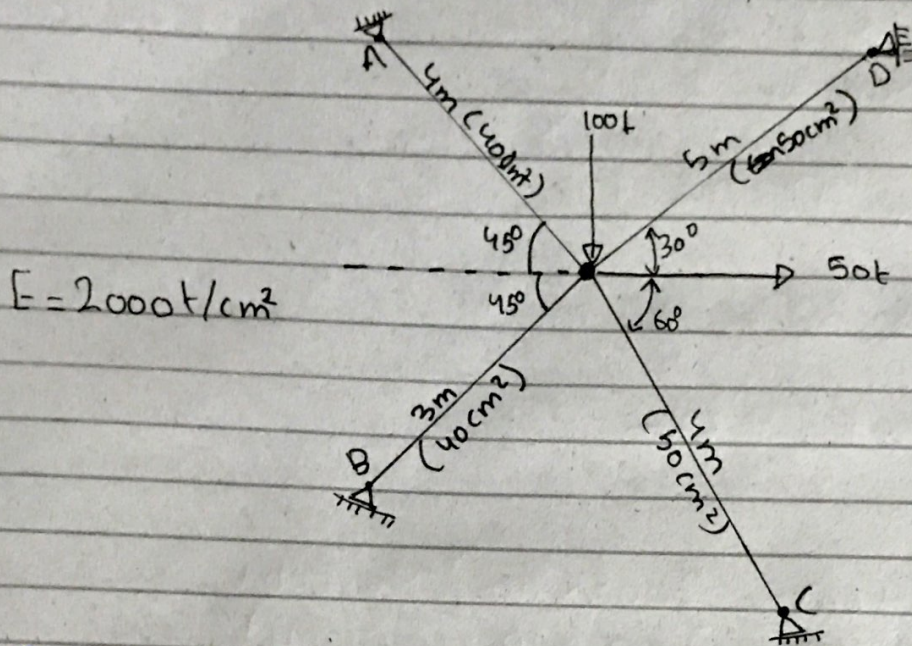 A
4m (40cm²)
100t
D
5m
(50cm²)
45°
30°
50t
E = 2000t/cm²
45°
60°
3m
(40cm²)
4m
(50cm²)
B
C